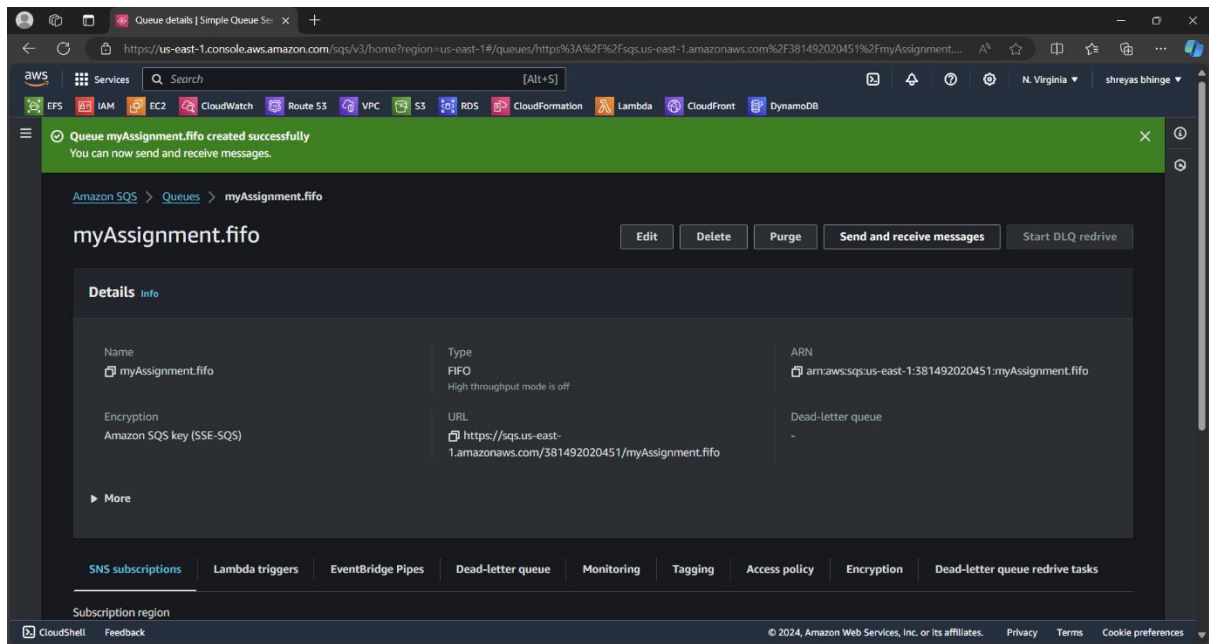 Queue details | Simple Queue Ser
https://us-east-1.console.aws.amazon.com/sqs/v3/home?region=us-east-1#/queues/https%3A%2F%2Fsqs.us-east-1.amazonaws.com%2F381492020451%2FmyAssignment....
aws Services Search [Alt+S] N. Virginia shreyas bhinge
EFS IAM EC2 CloudWatch Route 53 VPC S3 RDS CloudFormation Lambda CloudFront DynamoDB
Queue myAssignment.fifo created successfully
You can now send and receive messages.
Amazon SQS > Queues > myAssignment.fifo
myAssignment.fifo Edit Delete Purge Send and receive messages Start DLQ redrive
Details Info
Name
myAssignment.fifo
Type
FIFO
High throughput mode is off
ARN
arn:aws:sqs:us-east-1:381492020451:myAssignment.fifo
Encryption
Amazon SQS key (SSE-SQS)
URL
https://sqs.us-east-
1.amazonaws.com/381492020451/myAssignment.fifo
Dead-letter queue
-
More
SNS subscriptions Lambda triggers EventBridge Pipes Dead-letter queue Monitoring Tagging Access policy Encryption Dead-letter queue redrive tasks
Subscription region
CloudShell Feedback © 2024, Amazon Web Services, Inc. or its affiliates. Privacy Terms Cookie preferences